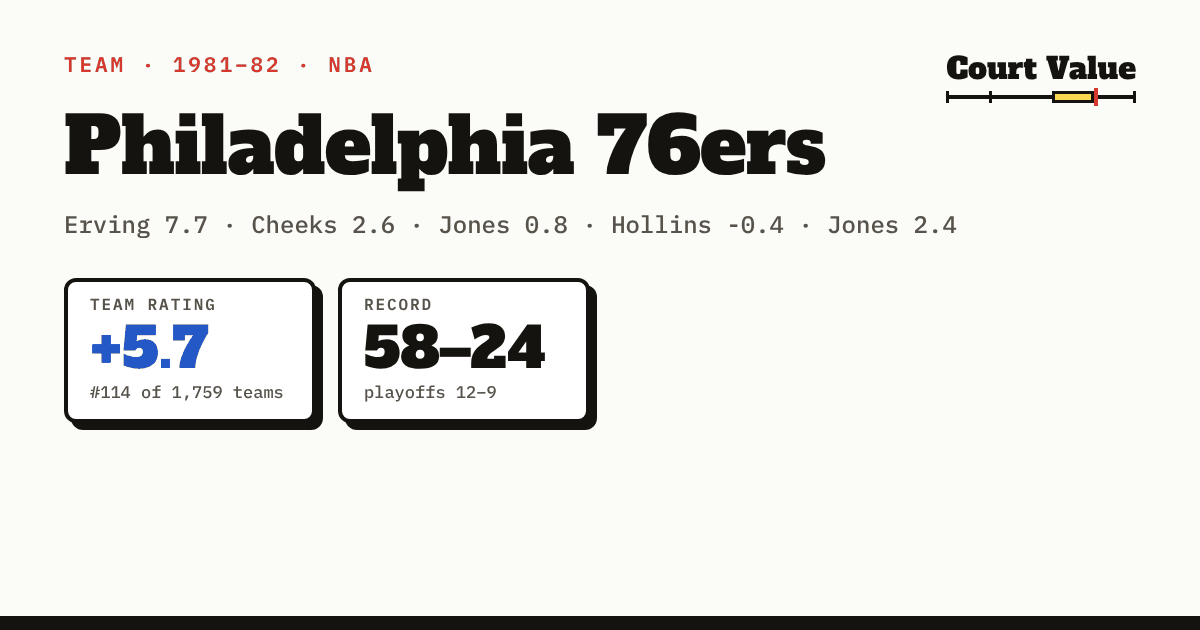 TEAM · 1981–82 · NBA
Court Value
Philadelphia 76ers
Erving 7.7 · Cheeks 2.6 · Jones 0.8 · Hollins -0.4 · Jones 2.4
TEAM RATING
+5.7
#114 of 1,759 teams
RECORD
58–24
playoffs 12–9